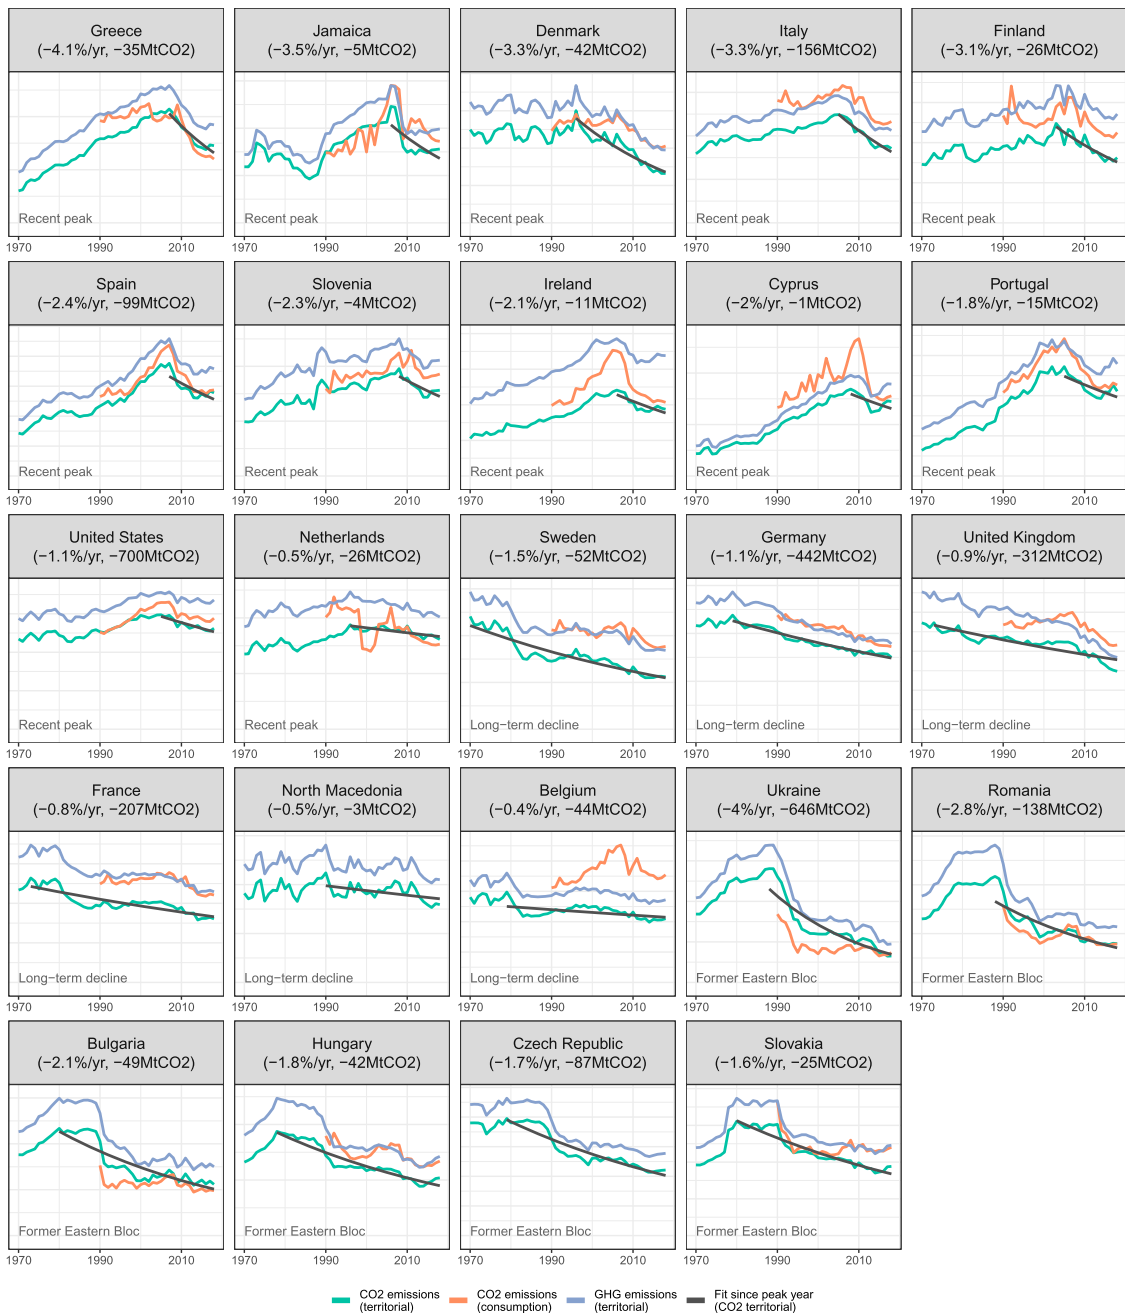 Greece
(−4.1%/yr, −35MtCO2)
Jamaica
(−3.5%/yr, −5MtCO2)
Denmark
(−3.3%/yr, −42MtCO2)
Italy
(−3.3%/yr, −156MtCO2)
Finland
(−3.1%/yr, −26MtCO2)
Recent peak
Recent peak
Recent peak
Recent peak
Recent peak
1970 1990 2010
1970 1990 2010
1970 1990 2010
1970 1990 2010
1970 1990 2010
Spain
(−2.4%/yr, −99MtCO2)
Slovenia
(−2.3%/yr, −4MtCO2)
Ireland
(−2.1%/yr, −11MtCO2)
Cyprus
(−2%/yr, −1MtCO2)
Portugal
(−1.8%/yr, −15MtCO2)
Recent peak
Recent peak
Recent peak
Recent peak
Recent peak
1970 1990 2010
1970 1990 2010
1970 1990 2010
1970 1990 2010
1970 1990 2010
United States
(−1.1%/yr, −700MtCO2)
Netherlands
(−0.5%/yr, −26MtCO2)
Sweden
(−1.5%/yr, −52MtCO2)
Germany
(−1.1%/yr, −442MtCO2)
United Kingdom
(−0.9%/yr, −312MtCO2)
Recent peak
Recent peak
Long−term decline
Long−term decline
Long−term decline
1970 1990 2010
1970 1990 2010
1970 1990 2010
1970 1990 2010
1970 1990 2010
France
(−0.8%/yr, −207MtCO2)
North Macedonia
(−0.5%/yr, −3MtCO2)
Belgium
(−0.4%/yr, −44MtCO2)
Ukraine
(−4%/yr, −646MtCO2)
Romania
(−2.8%/yr, −138MtCO2)
Long−term decline
Long−term decline
Long−term decline
Former Eastern Bloc
Former Eastern Bloc
1970 1990 2010
1970 1990 2010
1970 1990 2010
1970 1990 2010
1970 1990 2010
Bulgaria
(−2.1%/yr, −49MtCO2)
Hungary
(−1.8%/yr, −42MtCO2)
Czech Republic
(−1.7%/yr, −87MtCO2)
Slovakia
(−1.6%/yr, −25MtCO2)
Former Eastern Bloc
Former Eastern Bloc
Former Eastern Bloc
Former Eastern Bloc
1970 1990 2010
1970 1990 2010
1970 1990 2010
1970 1990 2010
CO2 emissions
(territorial)
CO2 emissions
(consumption)
GHG emissions
(territorial)
Fit since peak year
(CO2 territorial)